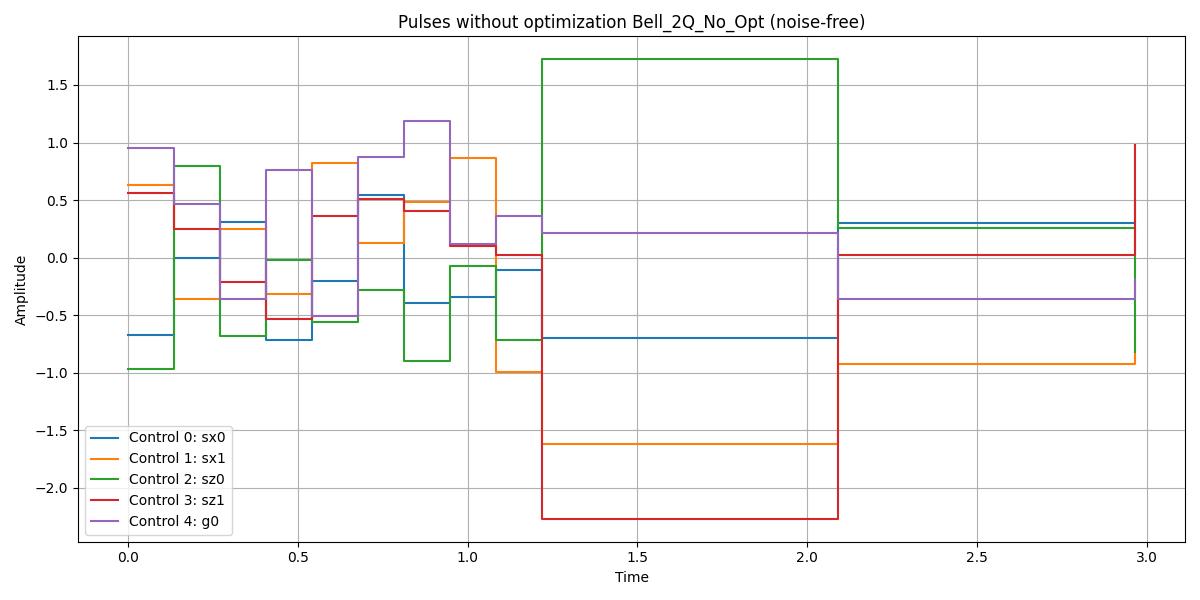 Pulses without optimization Bell_2Q_No_Opt (noise-free)
Amplitude
1.5
1.0
0.5
0.0
−0.5
−1.0
−1.5
−2.0
Control 0: sx0
Control 1: sx1
Control 2: sz0
Control 3: sz1
Control 4: g0
0.0 0.5 1.0 1.5 2.0 2.5 3.0
Time